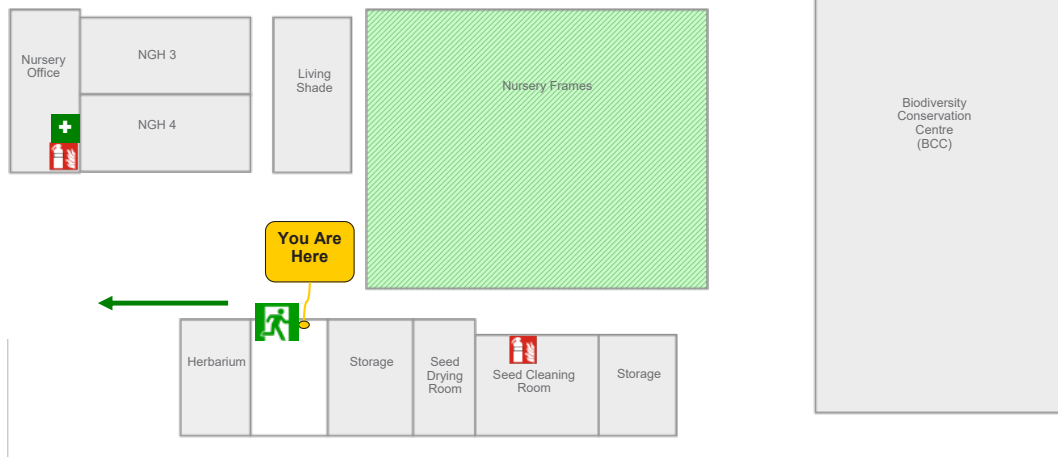 Nursery
Office
NGH 3
NGH 4
Living
Shade
Nursery Frames
Biodiversity
Conservation
Centre
(BCC)
You Are
Here
Herbarium
Storage
Seed
Drying
Room
Seed Cleaning
Room
Storage